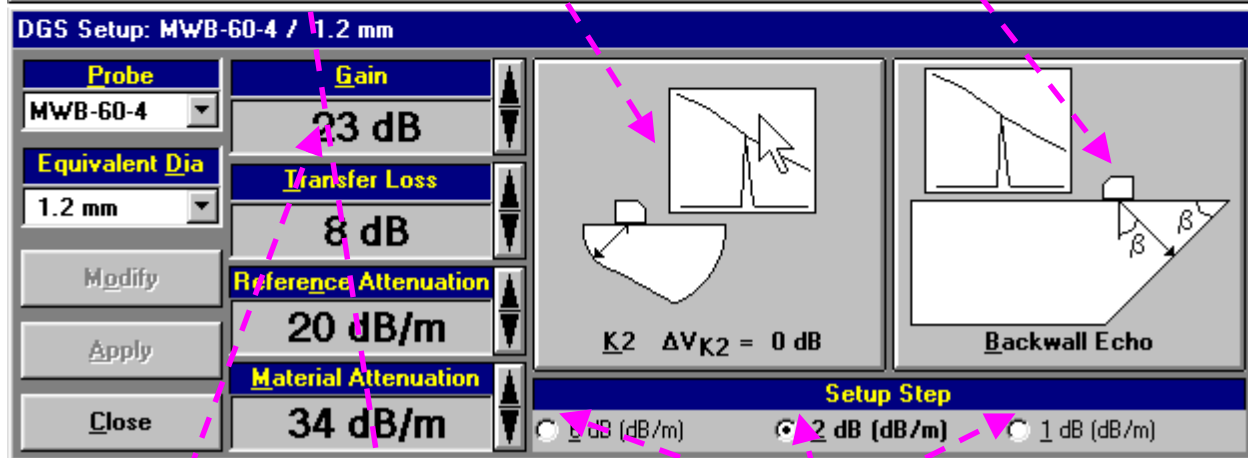 DGS Setup: MWB-60-4 / 1.2 mm
Probe
MWB-60-4
Equivalent Dia
1.2 mm
Modify
Apply
Close
Gain
23 dB
Transfer Loss
8 dB
Reference Attenuation
20 dB/m
Material Attenuation
34 dB/m
K2 ΔVK2 = 0 dB
β
β
Backwall Echo
Setup Step
6 dB (dB/m)
2 dB (dB/m)
1 dB (dB/m)